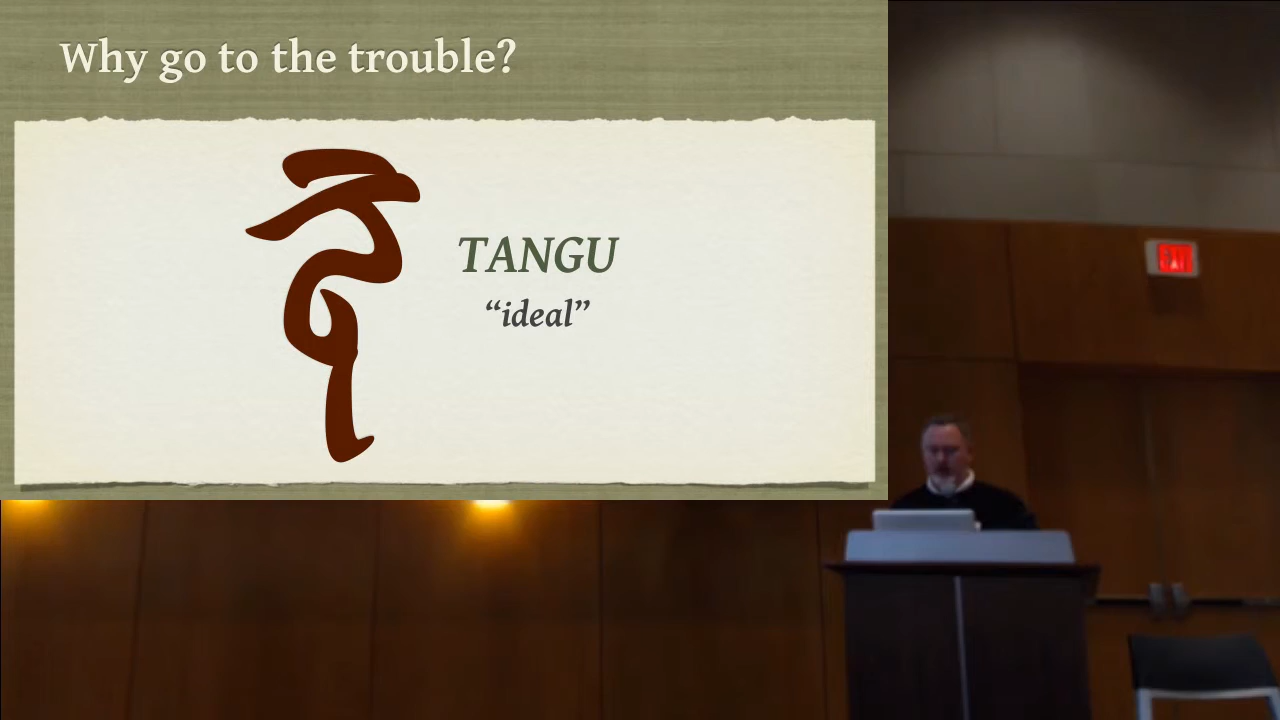 Why go to the trouble?
TANGU
“ideal”
EXIT